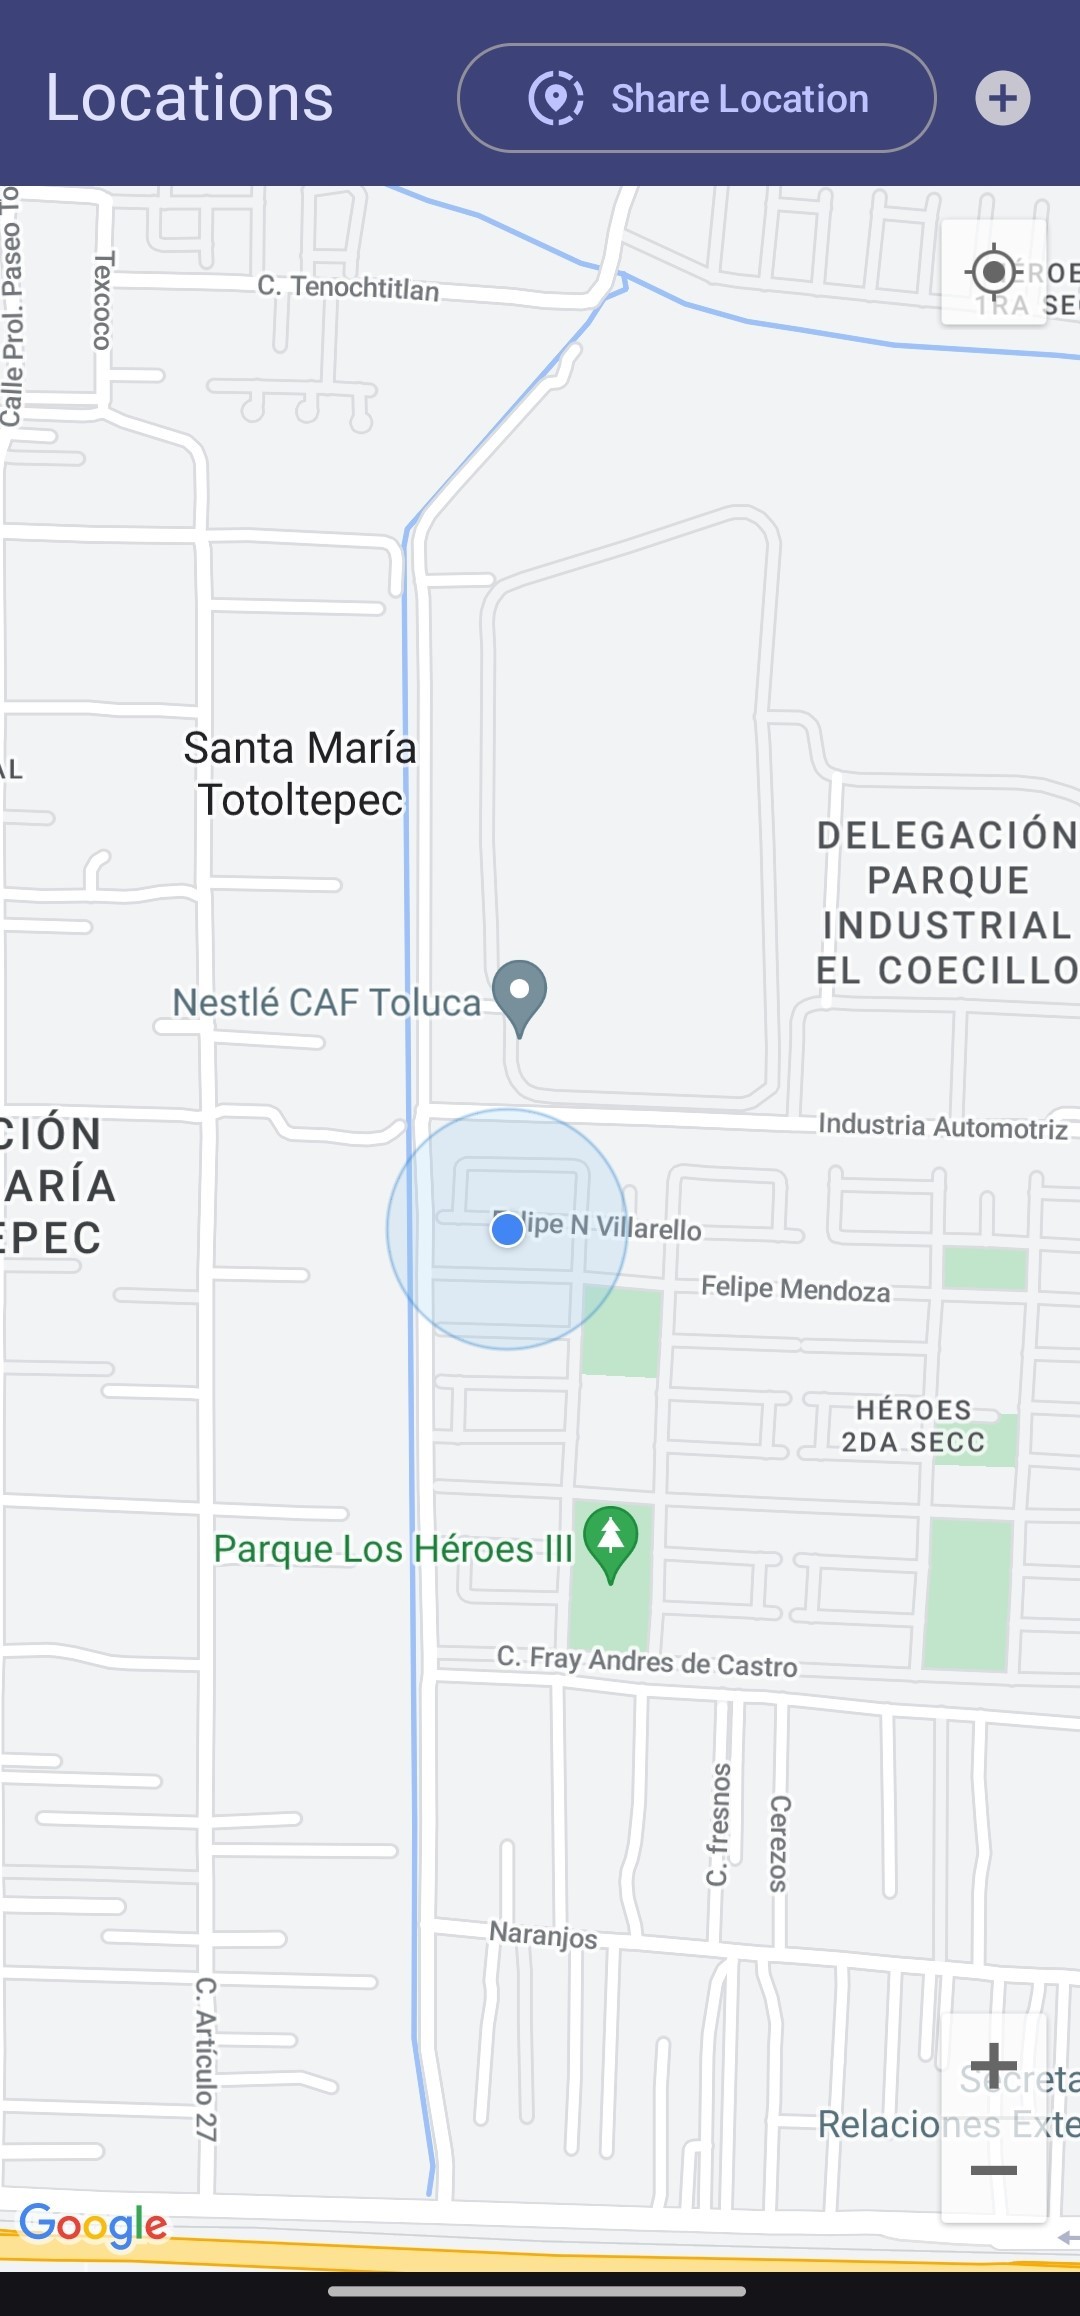 Locations
Share Location
Calle Prol. Paseo To
Texcoco
C. Tenochtitlan
ÉROE
1RA SE
Santa María
Totoltepec
AL
DELEGACIÓN
PARQUE
INDUSTRIAL
EL COECILLO
Nestlé CAF Toluca
Industria Automotriz
CIÓN
ARÍA
EPEC
Felipe N Villarello
Felipe Mendoza
HÉROES
2DA SECC
Parque Los Héroes III
C. Fray Andres de Castro
C. fresnos
Cerezos
Naranjos
C. Artículo 27
Secreta
Relaciones Exte
Google